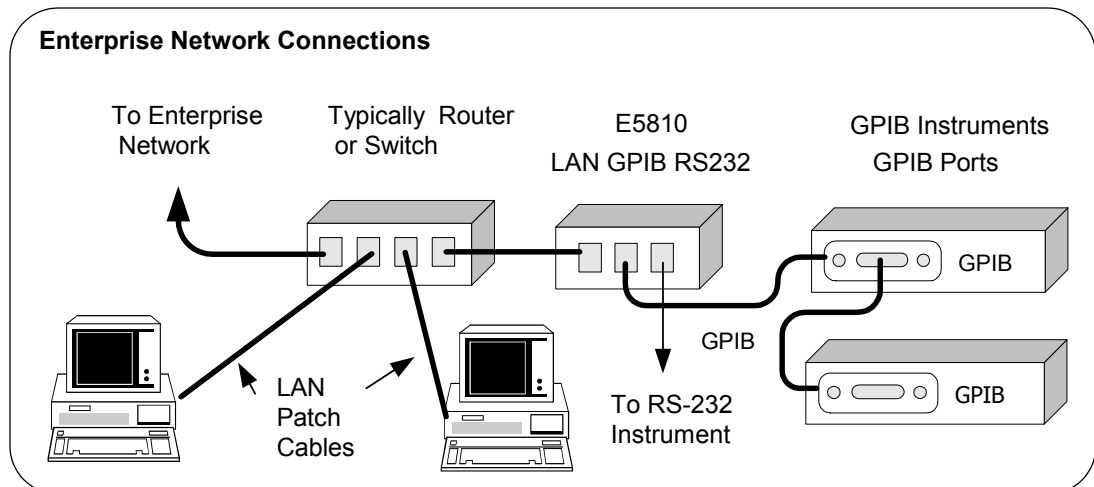 Enterprise Network Connections
To Enterprise
Network
Typically Router
or Switch
E5810
LAN GPIB RS232
GPIB Instruments
GPIB Ports
GPIB
GPIB
GPIB
LAN
Patch
Cables
To RS-232
Instrument